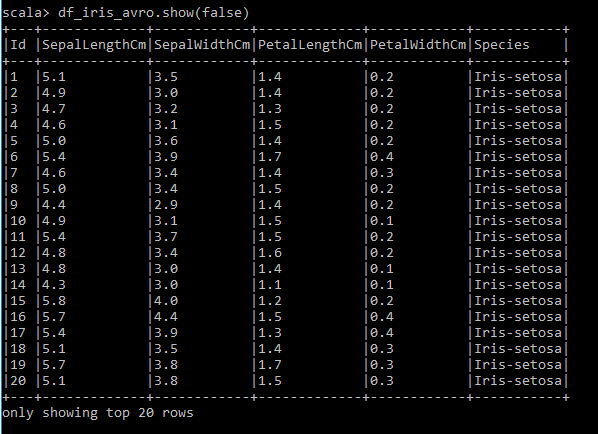 scala> df_iris_avro.show(false)
+---+-------------+------------+-------------+------------+-----------+
|Id |SepalLengthCm|SepalWidthCm|PetalLengthCm|PetalWidthCm|Species    |
+---+-------------+------------+-------------+------------+-----------+
|1  |5.1          |3.5         |1.4          |0.2         |Iris-setosa|
|2  |4.9          |3.0         |1.4          |0.2         |Iris-setosa|
|3  |4.7          |3.2         |1.3          |0.2         |Iris-setosa|
|4  |4.6          |3.1         |1.5          |0.2         |Iris-setosa|
|5  |5.0          |3.6         |1.4          |0.2         |Iris-setosa|
|6  |5.4          |3.9         |1.7          |0.4         |Iris-setosa|
|7  |4.6          |3.4         |1.4          |0.3         |Iris-setosa|
|8  |5.0          |3.4         |1.5          |0.2         |Iris-setosa|
|9  |4.4          |2.9         |1.4          |0.2         |Iris-setosa|
|10 |4.9          |3.1         |1.5          |0.1         |Iris-setosa|
|11 |5.4          |3.7         |1.5          |0.2         |Iris-setosa|
|12 |4.8          |3.4         |1.6          |0.2         |Iris-setosa|
|13 |4.8          |3.0         |1.4          |0.1         |Iris-setosa|
|14 |4.3          |3.0         |1.1          |0.1         |Iris-setosa|
|15 |5.8          |4.0         |1.2          |0.2         |Iris-setosa|
|16 |5.7          |4.4         |1.5          |0.4         |Iris-setosa|
|17 |5.4          |3.9         |1.3          |0.4         |Iris-setosa|
|18 |5.1          |3.5         |1.4          |0.3         |Iris-setosa|
|19 |5.7          |3.8         |1.7          |0.3         |Iris-setosa|
|20 |5.1          |3.8         |1.5          |0.3         |Iris-setosa|
+---+-------------+------------+-------------+------------+-----------+
only showing top 20 rows